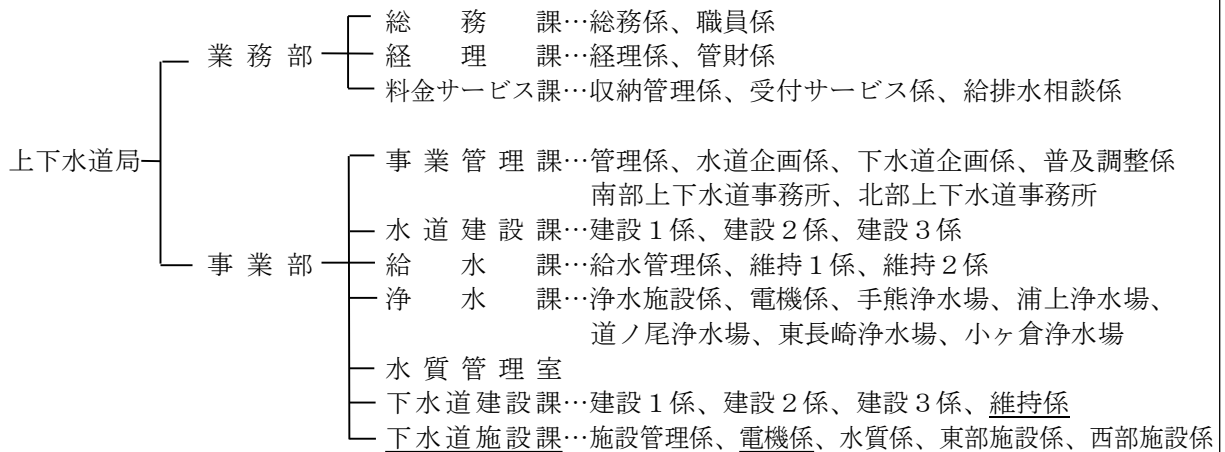 総務課…総務係、職員係
業務部
経理課…経理係、管財係
料金サービス課…収納管理係、受付サービス係、給排水相談係
上下水道局
事業管理課…管理係、水道企画係、下水道企画係、普及調整係
南部上下水道事務所、北部上下水道事務所
水道建設課…建設1係、建設2係、建設3係
事業部
給水課…給水管理係、維持1係、維持2係
浄水課…浄水施設係、電機係、手熊浄水場、浦上浄水場、
道ノ尾浄水場、東長崎浄水場、小ヶ倉浄水場
水質管理室
下水道建設課…建設1係、建設2係、建設3係、維持係
下水道施設課…施設管理係、電機係、水質係、東部施設係、西部施設係